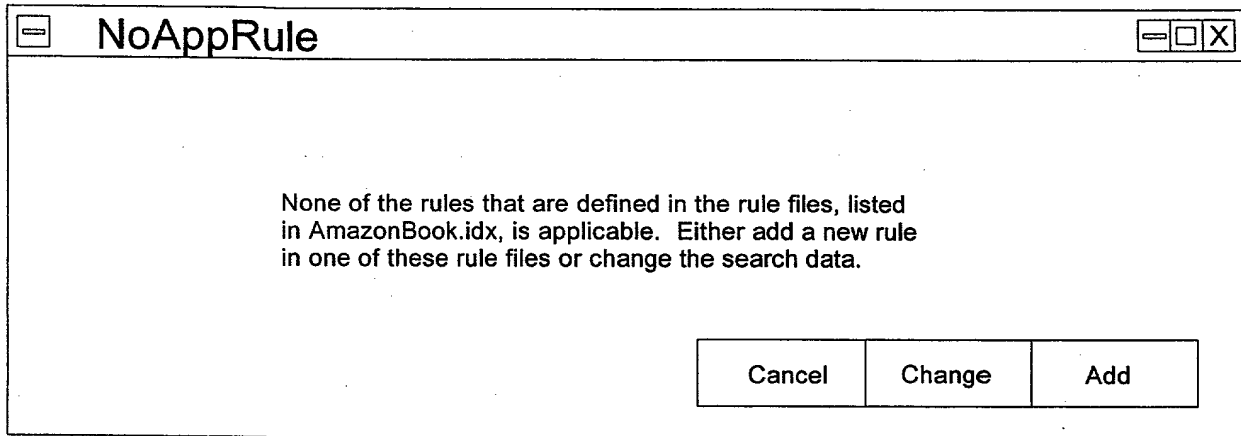 NoAppRule
X
None of the rules that are defined in the rule files, listed
in AmazonBook.idx, is applicable.  Either add a new rule
in one of these rule files or change the search data.
Cancel Change Add